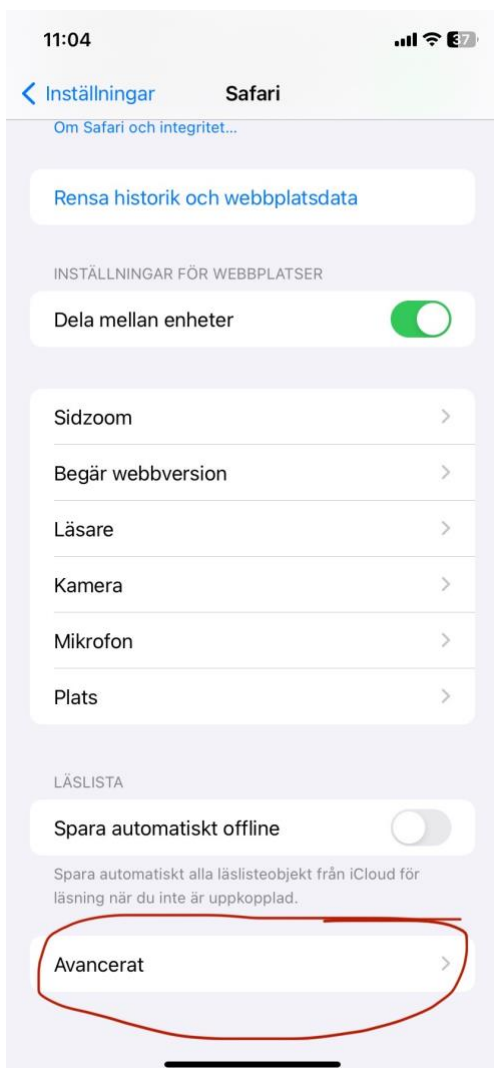 11:04
37
Inställningar
Safari
Om Safari och integritet...
Rensa historik och webbplatsdata
INSTÄLLNINGAR FÖR WEBBPLATSER
Dela mellan enheter
Sidzoom
Begär webbversion
Läsare
Kamera
Mikrofon
Plats
LÄSLISTA
Spara automatiskt offline
Spara automatiskt alla läslisteobjekt från iCloud för
läsning när du inte är uppkopplad.
Avancerat